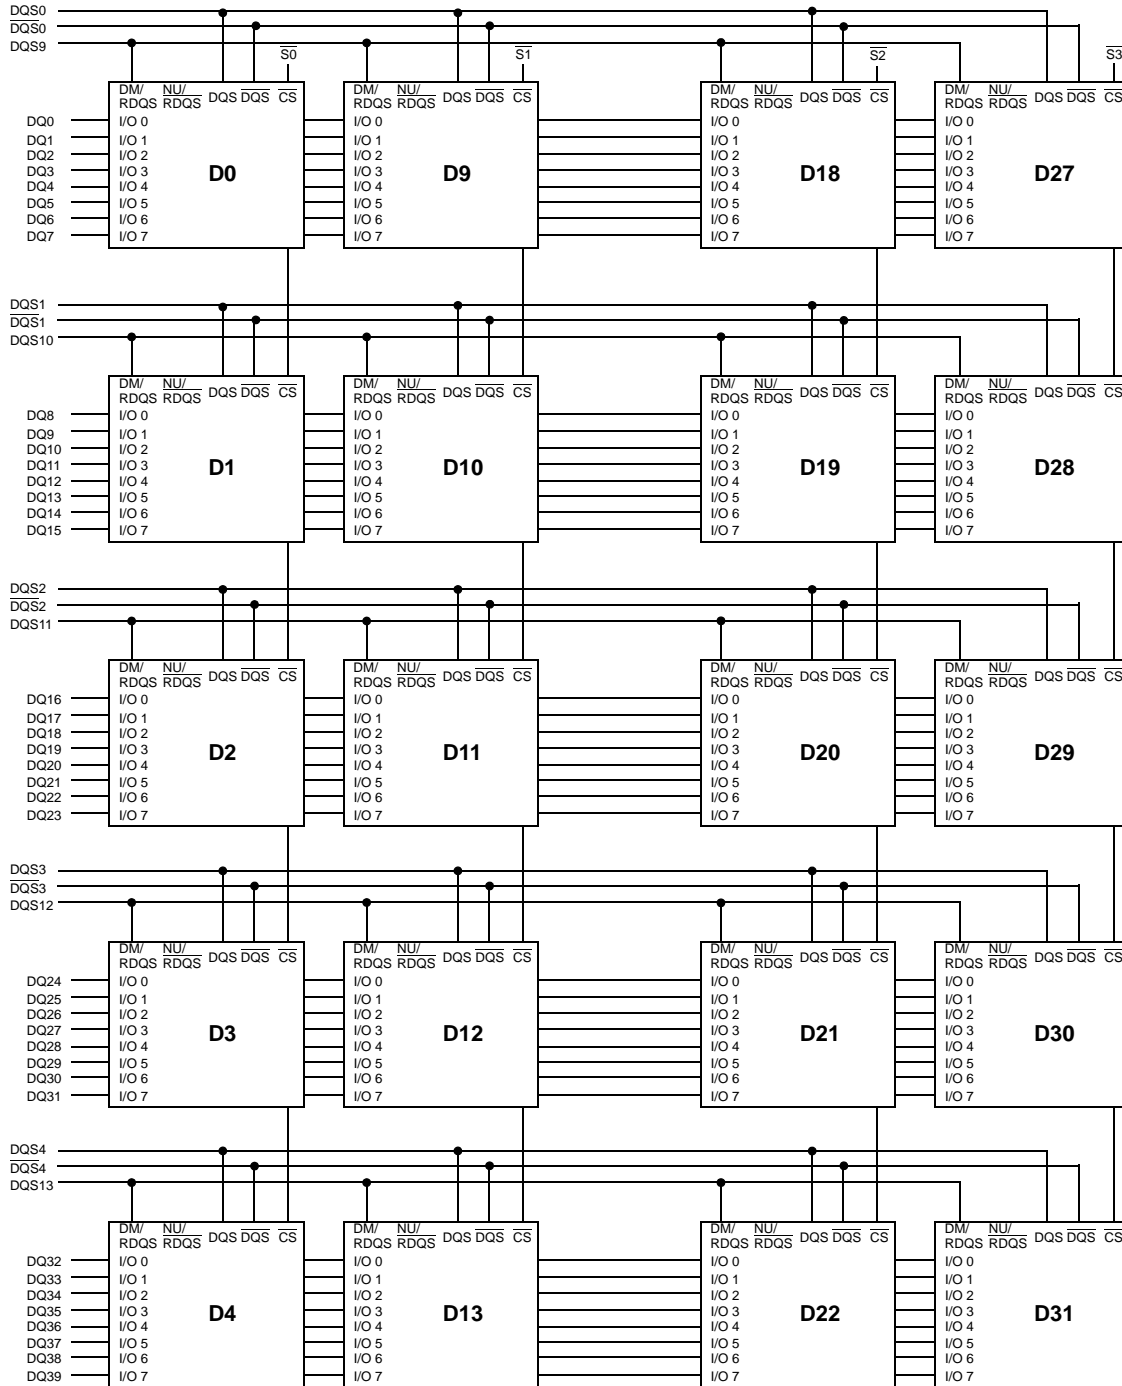 DQS0
DQS0
DQS9
S0 S1 S2 S3
DM/ NU/ DM/ NU/ DM/ NU/ DM/ NU/
RDQS RDQS DQS DQS CS RDQS RDQS DQS DQS CS RDQS RDQS DQS DQS CS RDQS RDQS DQS DQS CS
DQ0 I/O 0 I/O 0 I/O 0 I/O 0
DQ1 I/O 1 I/O 1 I/O 1 I/O 1
DQ2 I/O 2 I/O 2 I/O 2 I/O 2
DQ3 I/O 3 D0 I/O 3 D9 I/O 3 D18 I/O 3 D27
DQ4 I/O 4 I/O 4 I/O 4 I/O 4
DQ5 I/O 5 I/O 5 I/O 5 I/O 5
DQ6 I/O 6 I/O 6 I/O 6 I/O 6
DQ7 I/O 7 I/O 7 I/O 7 I/O 7
DQS1
DQS1
DQS10
DM/ NU/ DM/ NU/ DM/ NU/ DM/ NU/
RDQS RDQS DQS DQS CS RDQS RDQS DQS DQS CS RDQS RDQS DQS DQS CS RDQS RDQS DQS DQS CS
DQ8 I/O 0 I/O 0 I/O 0 I/O 0
DQ9 I/O 1 I/O 1 I/O 1 I/O 1
DQ10 I/O 2 I/O 2 I/O 2 I/O 2
DQ11 I/O 3 D1 I/O 3 D10 I/O 3 D19 I/O 3 D28
DQ12 I/O 4 I/O 4 I/O 4 I/O 4
DQ13 I/O 5 I/O 5 I/O 5 I/O 5
DQ14 I/O 6 I/O 6 I/O 6 I/O 6
DQ15 I/O 7 I/O 7 I/O 7 I/O 7
DQS2
DQS2
DQS11
DM/ NU/ DM/ NU/ DM/ NU/ DM/ NU/
RDQS RDQS DQS DQS CS RDQS RDQS DQS DQS CS RDQS RDQS DQS DQS CS RDQS RDQS DQS DQS CS
DQ16 I/O 0 I/O 0 I/O 0 I/O 0
DQ17 I/O 1 I/O 1 I/O 1 I/O 1
DQ18 I/O 2 I/O 2 I/O 2 I/O 2
DQ19 I/O 3 D2 I/O 3 D11 I/O 3 D20 I/O 3 D29
DQ20 I/O 4 I/O 4 I/O 4 I/O 4
DQ21 I/O 5 I/O 5 I/O 5 I/O 5
DQ22 I/O 6 I/O 6 I/O 6 I/O 6
DQ23 I/O 7 I/O 7 I/O 7 I/O 7
DQS3
DQS3
DQS12
DM/ NU/ DM/ NU/ DM/ NU/ DM/ NU/
RDQS RDQS DQS DQS CS RDQS RDQS DQS DQS CS RDQS RDQS DQS DQS CS RDQS RDQS DQS DQS CS
DQ24 I/O 0 I/O 0 I/O 0 I/O 0
DQ25 I/O 1 I/O 1 I/O 1 I/O 1
DQ26 I/O 2 I/O 2 I/O 2 I/O 2
DQ27 I/O 3 D3 I/O 3 D12 I/O 3 D21 I/O 3 D30
DQ28 I/O 4 I/O 4 I/O 4 I/O 4
DQ29 I/O 5 I/O 5 I/O 5 I/O 5
DQ30 I/O 6 I/O 6 I/O 6 I/O 6
DQ31 I/O 7 I/O 7 I/O 7 I/O 7
DQS4
DQS4
DQS13
DM/ NU/ DM/ NU/ DM/ NU/ DM/ NU/
RDQS RDQS DQS DQS CS RDQS RDQS DQS DQS CS RDQS RDQS DQS DQS CS RDQS RDQS DQS DQS CS
DQ32 I/O 0 I/O 0 I/O 0 I/O 0
DQ33 I/O 1 I/O 1 I/O 1 I/O 1
DQ34 I/O 2 I/O 2 I/O 2 I/O 2
DQ35 I/O 3 D4 I/O 3 D13 I/O 3 D22 I/O 3 D31
DQ36 I/O 4 I/O 4 I/O 4 I/O 4
DQ37 I/O 5 I/O 5 I/O 5 I/O 5
DQ38 I/O 6 I/O 6 I/O 6 I/O 6
DQ39 I/O 7 I/O 7 I/O 7 I/O 7